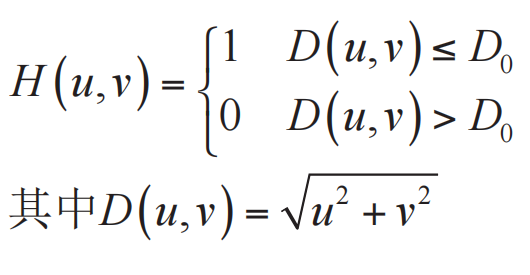 H(u,v) = { 1 D(u,v) ≤ D₀
0 D(u,v) > D₀
其中D(u,v) = √(u² + v²)